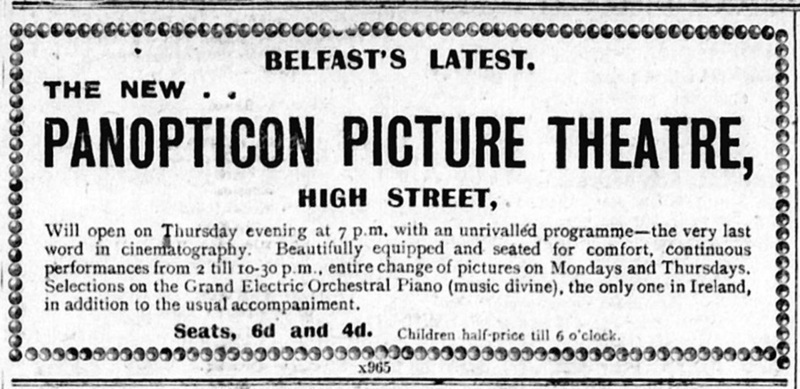 BELFAST'S LATEST.
THE NEW . .
PANOPTICON PICTURE THEATRE,
HIGH STREET,
Will open on Thursday evening at 7 p.m. with an unrivalléd programme—the very last
word in cinematography. Beautifully equipped and seated for comfort, continuous
performances from 2 till 10-30 p.m., entire change of pictures on Mondays and Thursdays.
Selections on the Grand Electric Orchestral Piano (music divine), the only one in Ireland,
in addition to the usual accompaniment.
Seats, 6d and 4d. Children half-price till 6 o'clock.
x965